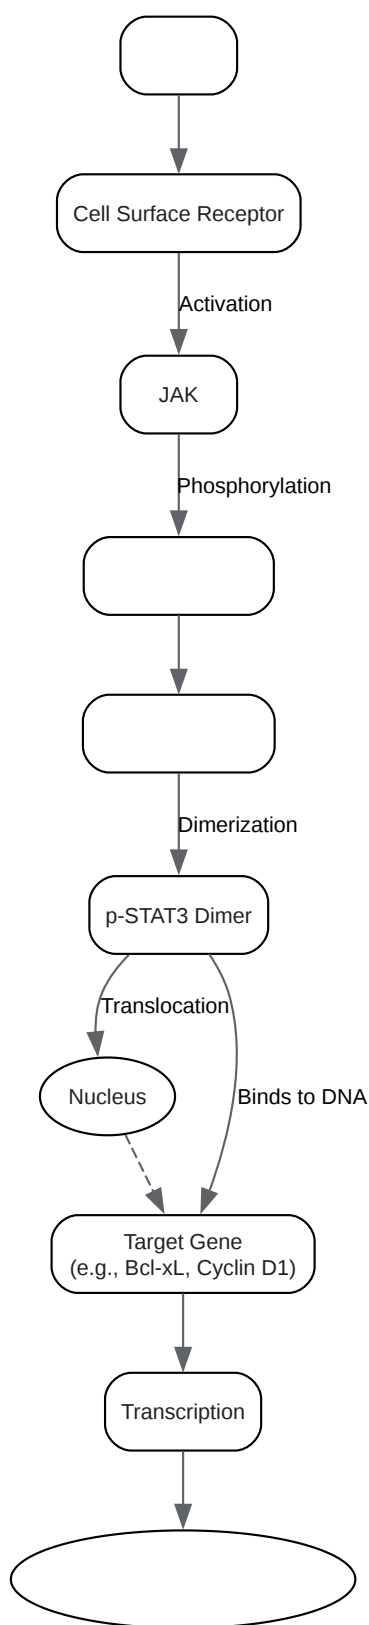 Cell Surface Receptor
Activation
JAK
Phosphorylation
Dimerization
p-STAT3 Dimer
Translocation
Nucleus
Binds to DNA
Target Gene
(e.g., Bcl-xL, Cyclin D1)
Transcription